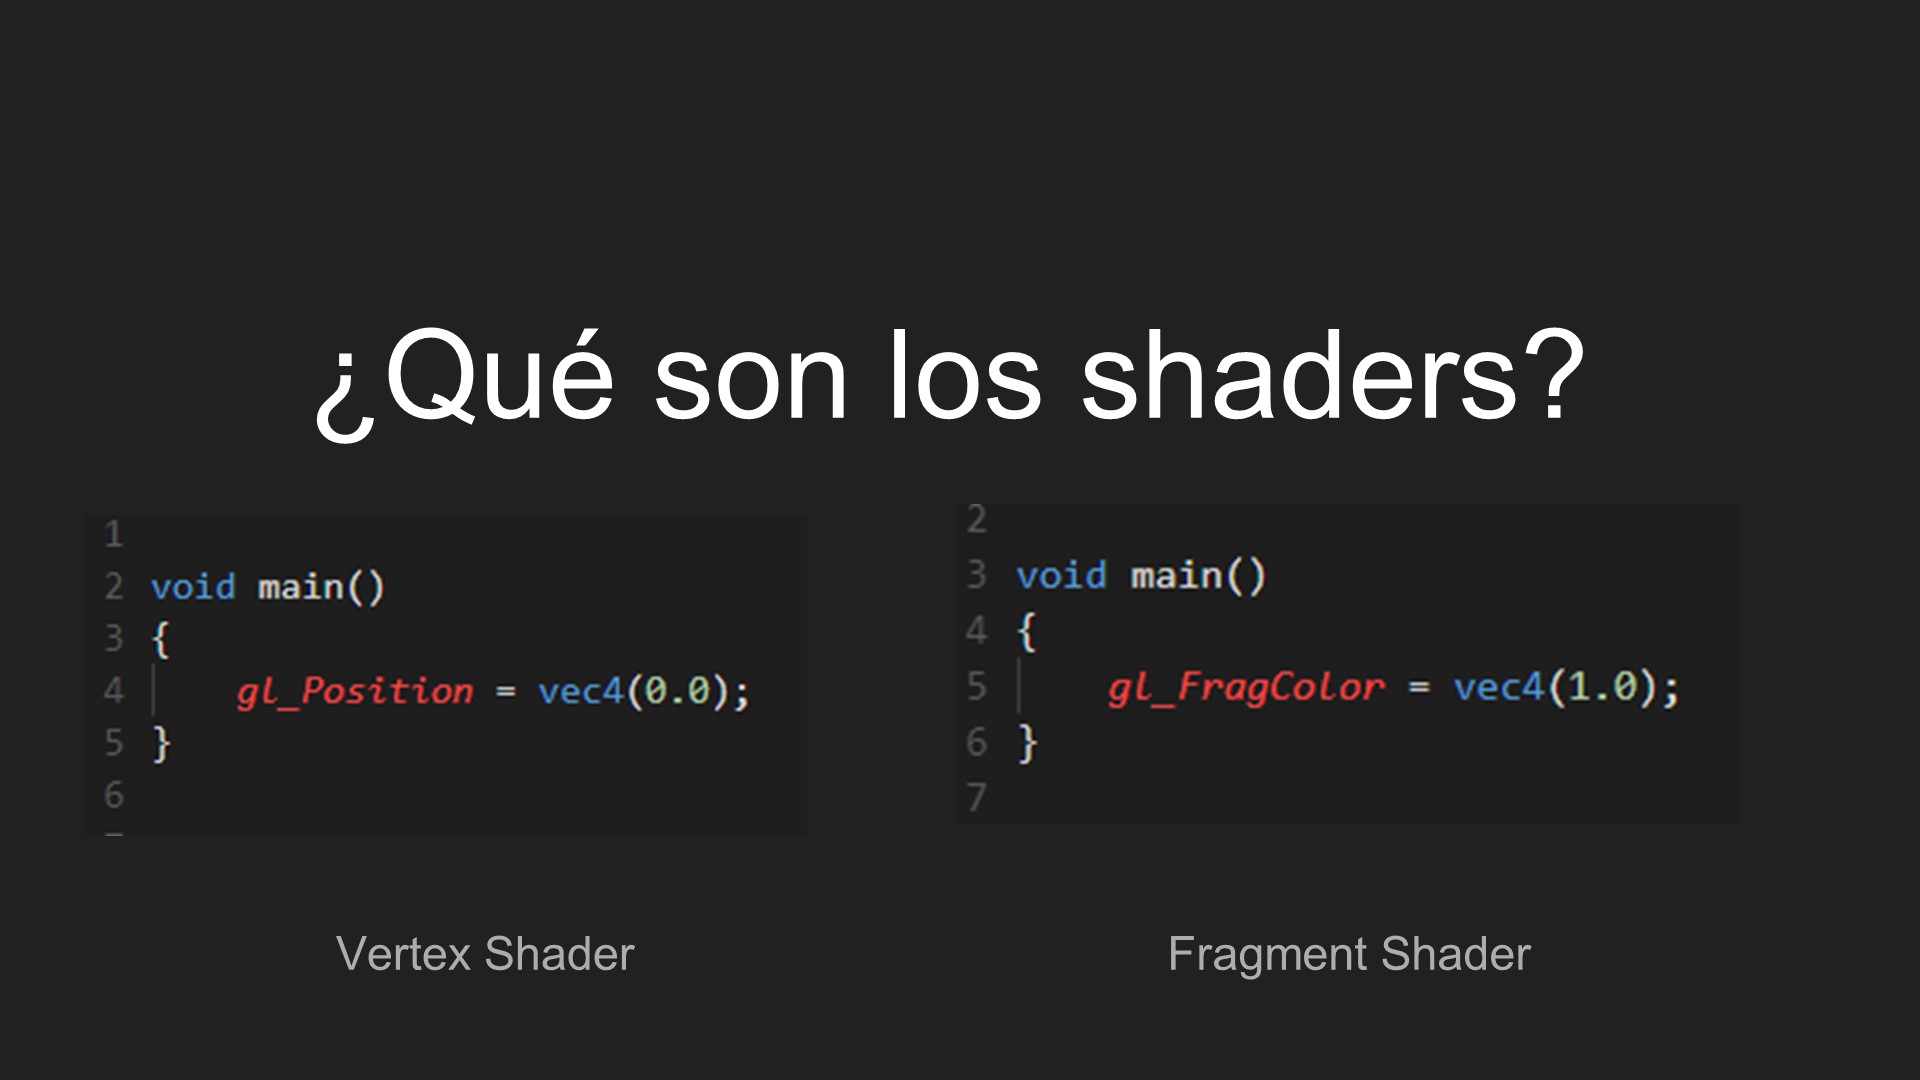 ¿Qué son los shaders?
1
2 void main()
3 {
4     gl_Position = vec4(0.0);
5 }
6
2
3 void main()
4 {
5     gl_FragColor = vec4(1.0);
6 }
7
Vertex Shader
Fragment Shader